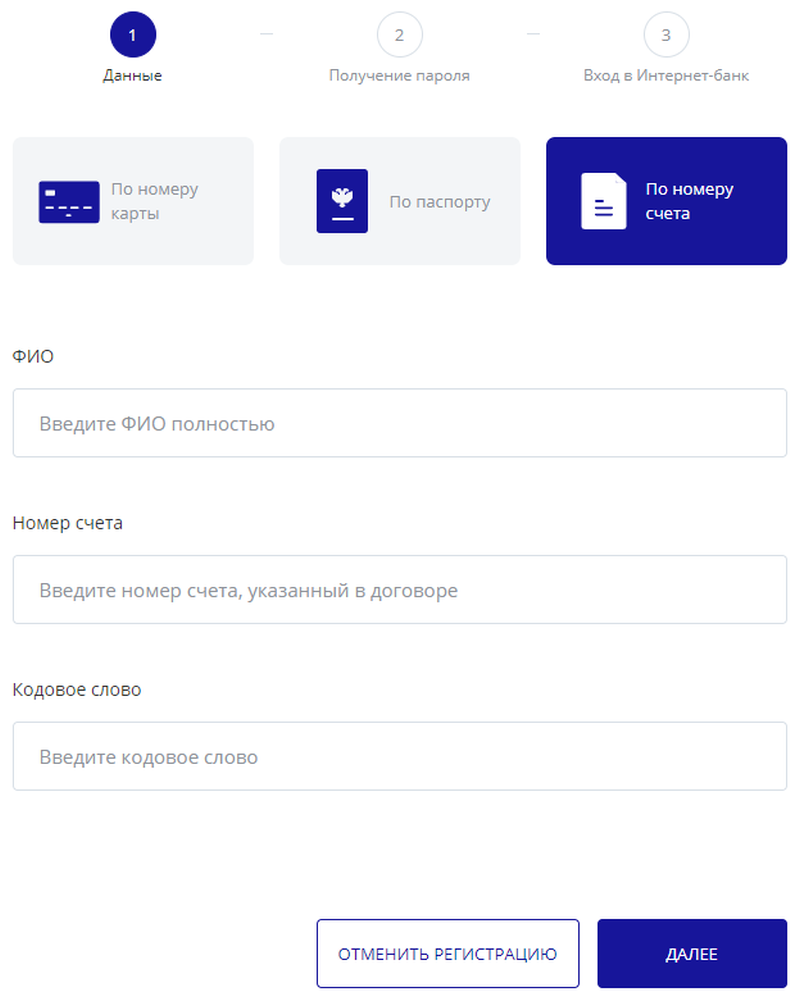 1
2
3
Данные
Получение пароля
Вход в Интернет-банк
По номеру
карты
По паспорту
По номеру
счета
ФИО
Введите ФИО полностью
Номер счета
Введите номер счета, указанный в договоре
Кодовое слово
Введите кодовое слово
ОТМЕНИТЬ РЕГИСТРАЦИЮ
ДАЛЕЕ